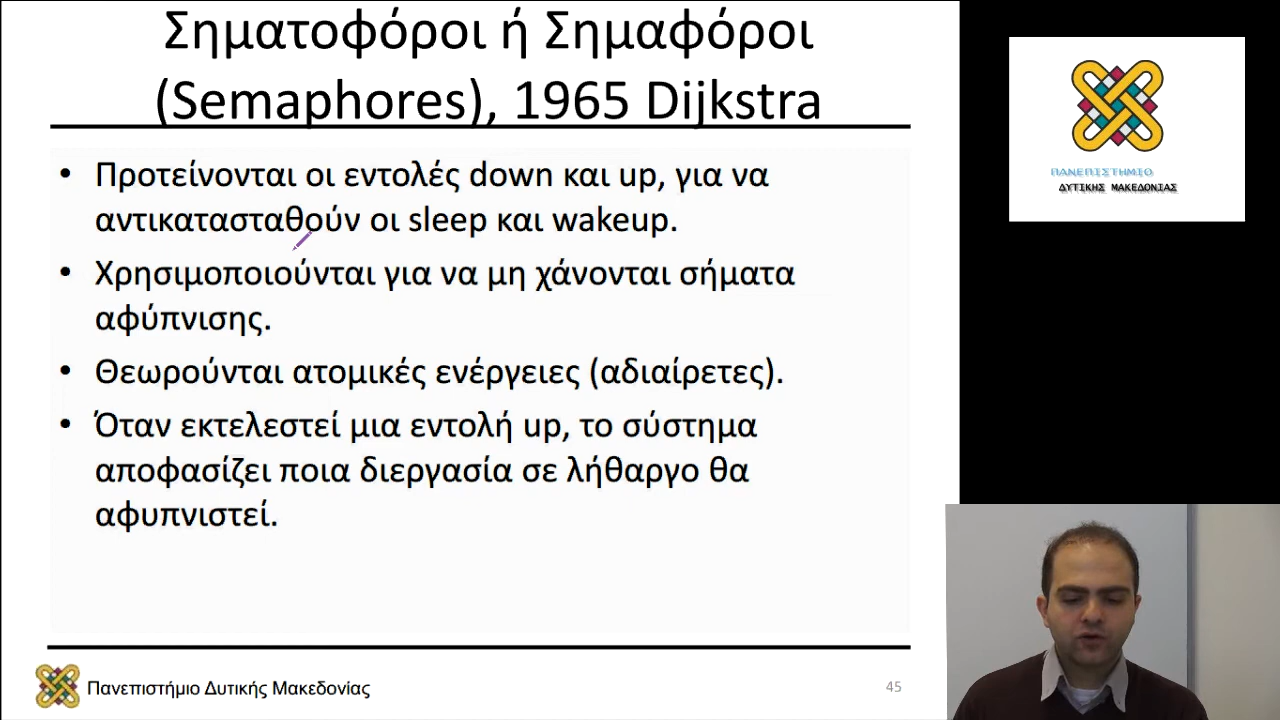 Σηματοφόροι ή Σημαφόροι
(Semaphores), 1965 Dijkstra
• Προτείνονται οι εντολές down και up, για να
αντικατασταθούν οι sleep και wakeup.
• Χρησιμοποιούνται για να μη χάνονται σήματα
αφύπνισης.
• Θεωρούνται ατομικές ενέργειες (αδιαίρετες).
• Όταν εκτελεστεί μια εντολή up, το σύστημα
αποφασίζει ποια διεργασία σε λήθαργο θα
αφυπνιστεί.
Πανεπιστήμιο Δυτικής Μακεδονίας
45
ΠΑΝΕΠΙΣΤΗΜΙΟ
ΔΥΤΙΚΗΣ ΜΑΚΕΔΟΝΙΑΣ